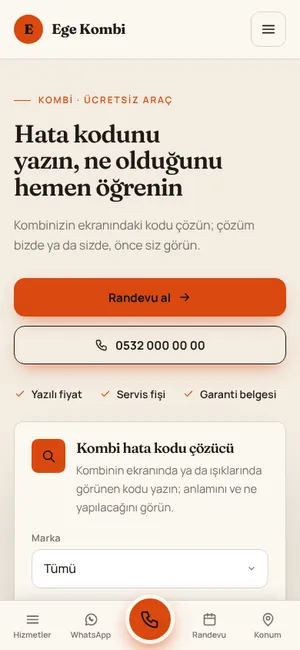 E Ege Kombi
KOMBİ · ÜCRETSİZ ARAÇ
Hata kodunu
yazın, ne olduğunu
hemen öğrenin
Kombinizin ekranındaki kodu çözün; çözüm
bizde ya da sizde, önce siz görün.
Randevu al →
0532 000 00 00
Yazılı fiyat Servis fişi Garanti belgesi
Kombi hata kodu çözücü
Kombinin ekranında ya da ışıklarında
görünen kodu yazın; anlamını ve ne
yapılacağını görün.
Marka
Tümü
Hizmetler WhatsApp Randevu Konum